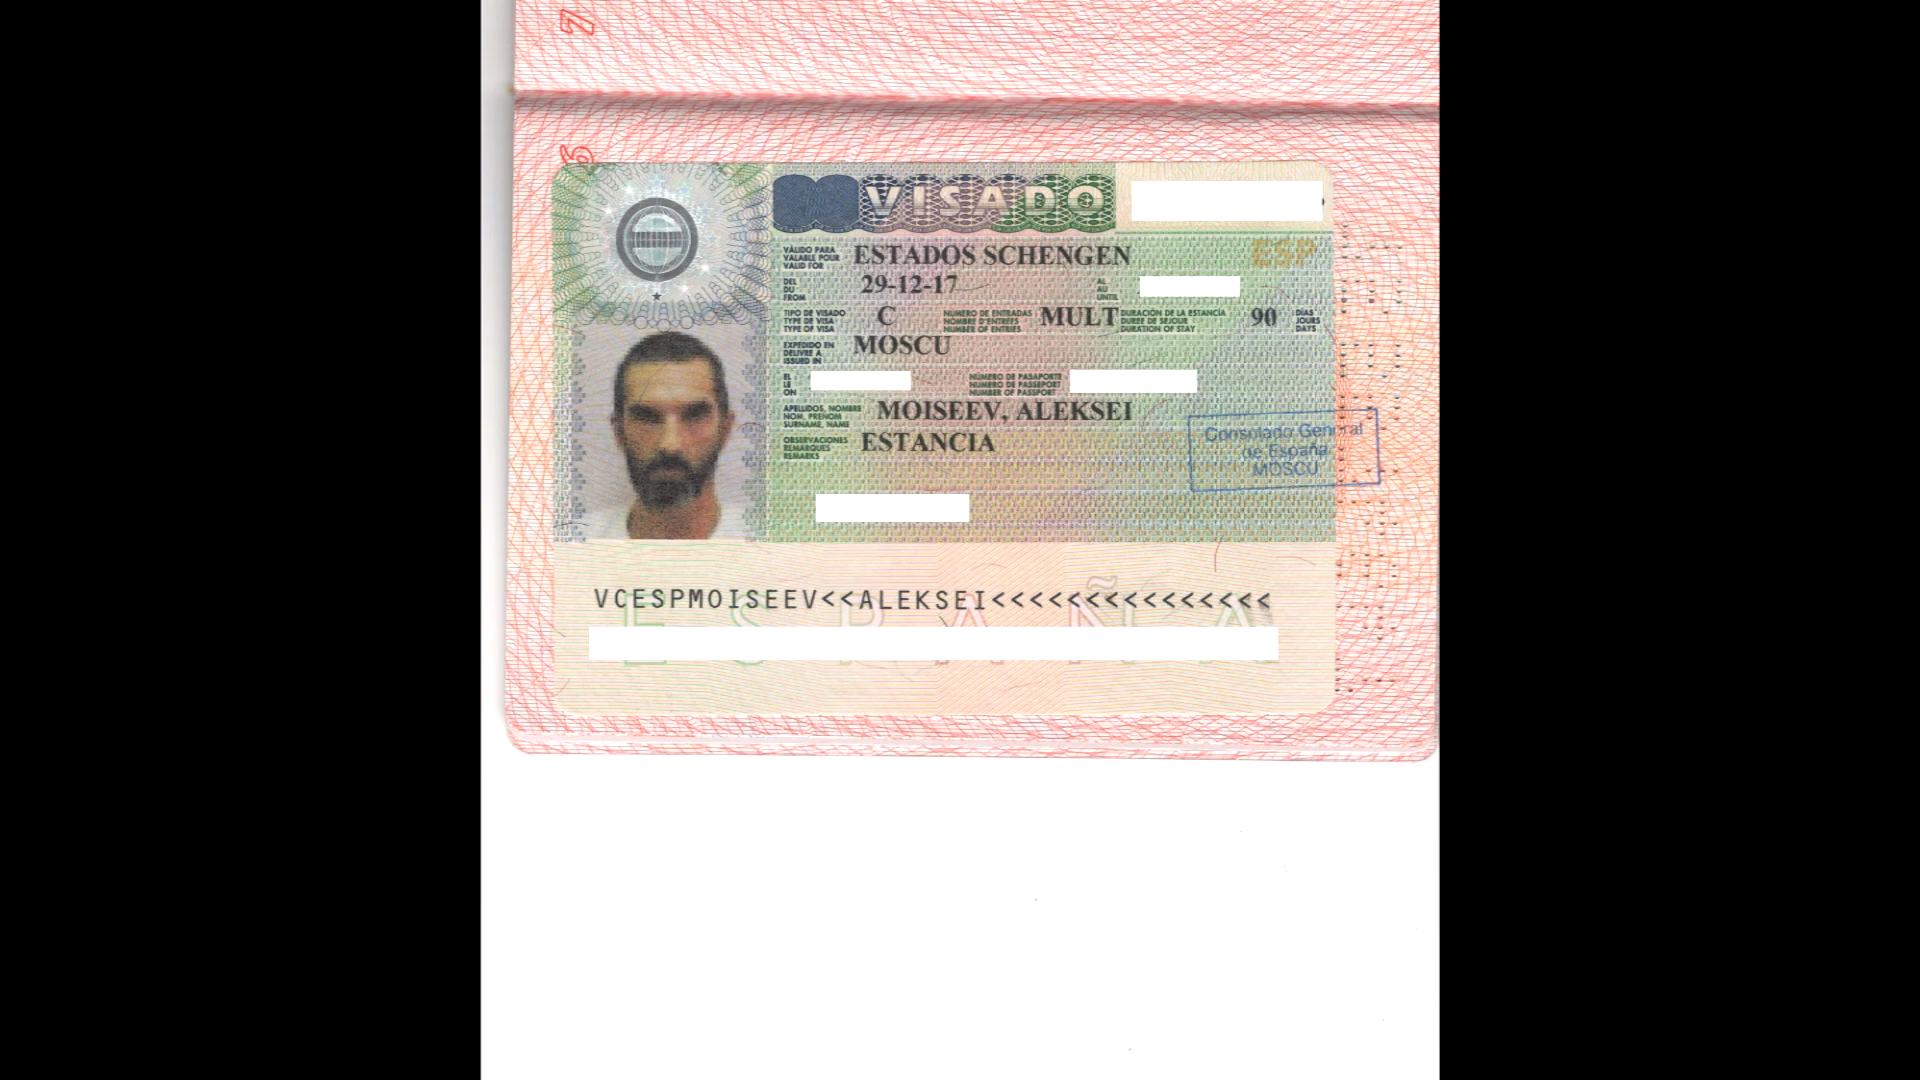 7
6
VISADO
VÁLIDO PARA
VALABLE POUR
VALID FOR
ESTADOS SCHENGEN
ESP
DEL
DU
FROM
29-12-17
AL
AU
UNTIL
TIPO DE VISADO
TYPE DE VISA
TYPE OF VISA
C
NÚMERO DE ENTRADAS
NOMBRE D'ENTRÉES
NUMBER OF ENTRIES
MULT
DURACIÓN DE LA ESTANCIA
DURÉE DE SÉJOUR
DURATION OF STAY
90
DÍAS
JOURS
DAYS
EXPEDIDO EN
DÉLIVRÉ À
ISSUED IN
MOSCU
EL
LE
ON
NÚMERO DE PASAPORTE
NUMÉRO DE PASSEPORT
NUMBER OF PASSPORT
APELLIDOS, NOMBRE
NOM, PRÉNOM
SURNAME, NAME
MOISEEV, ALEKSEI
OBSERVACIONES
REMARQUES
REMARKS
ESTANCIA
Consulado General
de España
MOSCU
VCESPMOISEEV<<ALEKSEI<<<<<<<<<<<<<<<
ESPAÑA